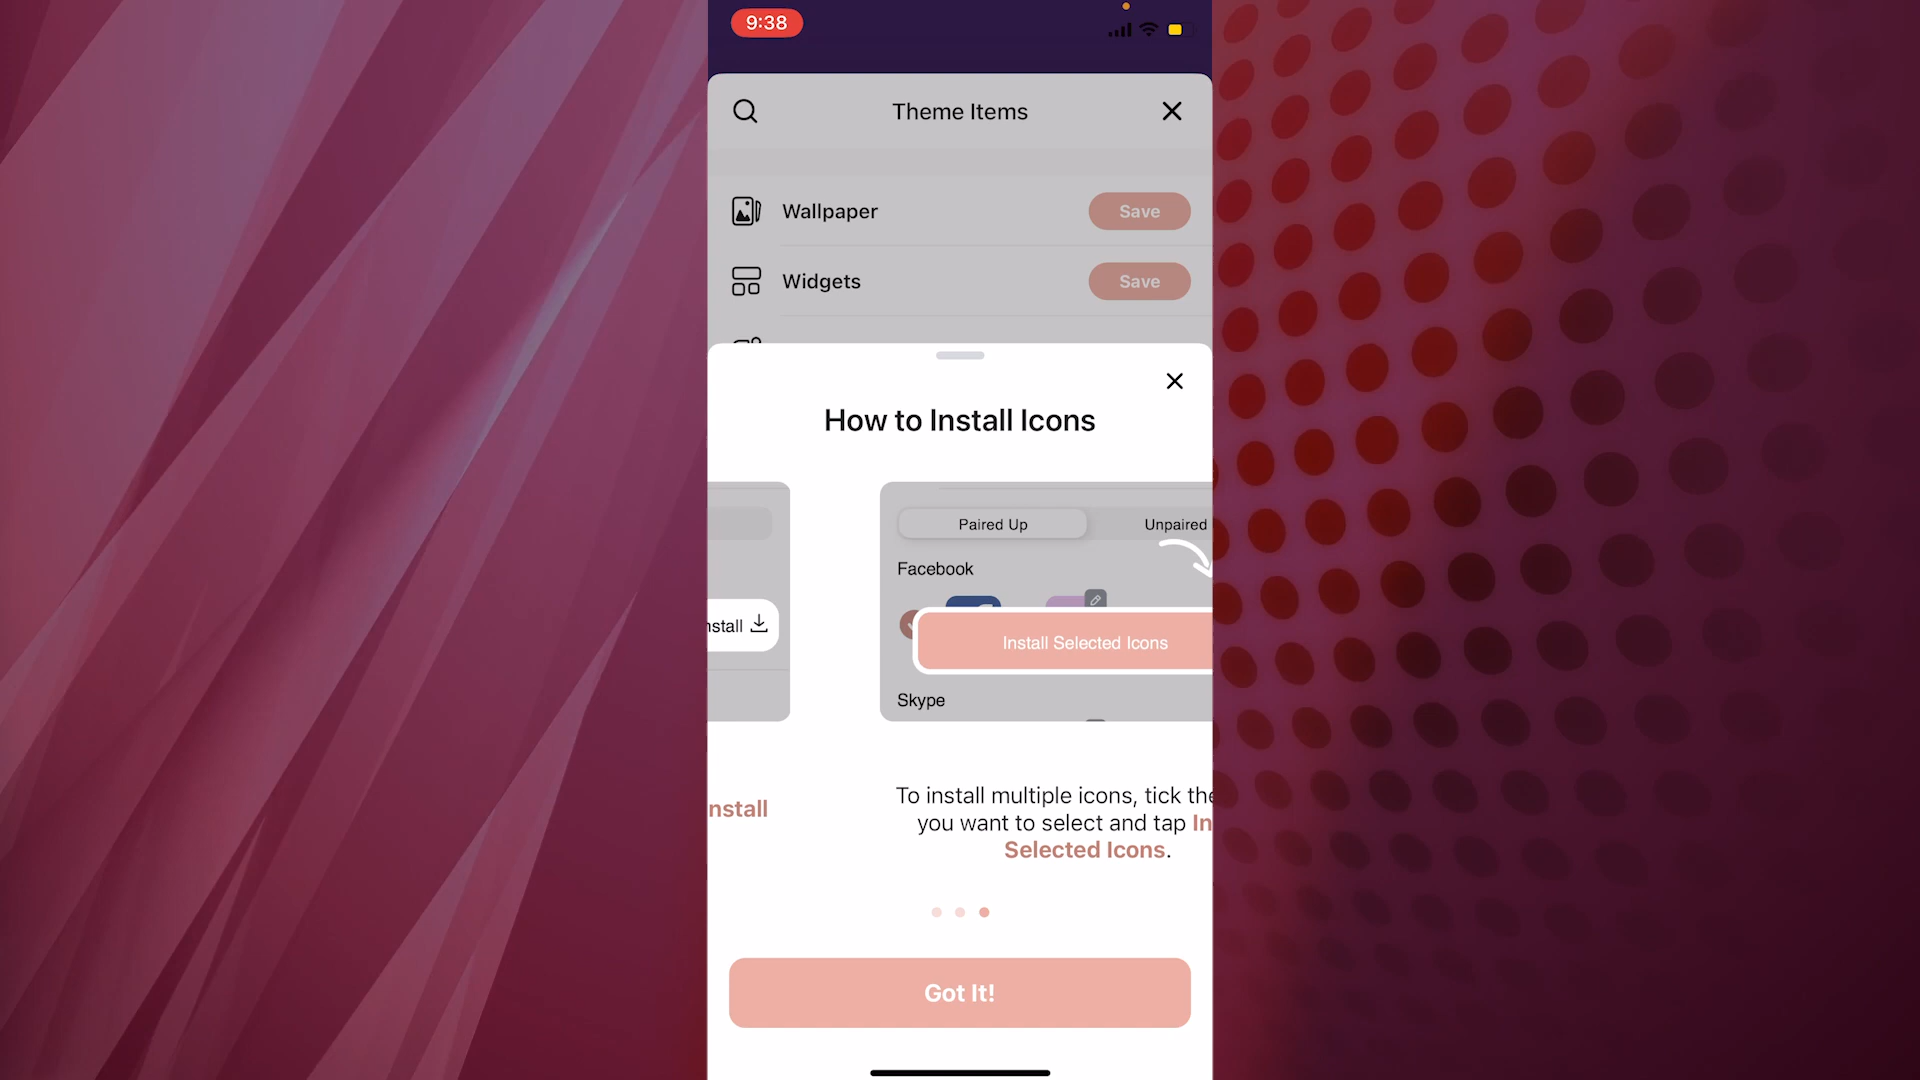 9:38
Theme Items
Wallpaper
Save
Widgets
Save
How to Install Icons
Paired Up
Unpaired
Facebook
nstall
Install Selected Icons
Skype
nstall
To install multiple icons, tick the
you want to select and tap In
Selected Icons.
Got It!